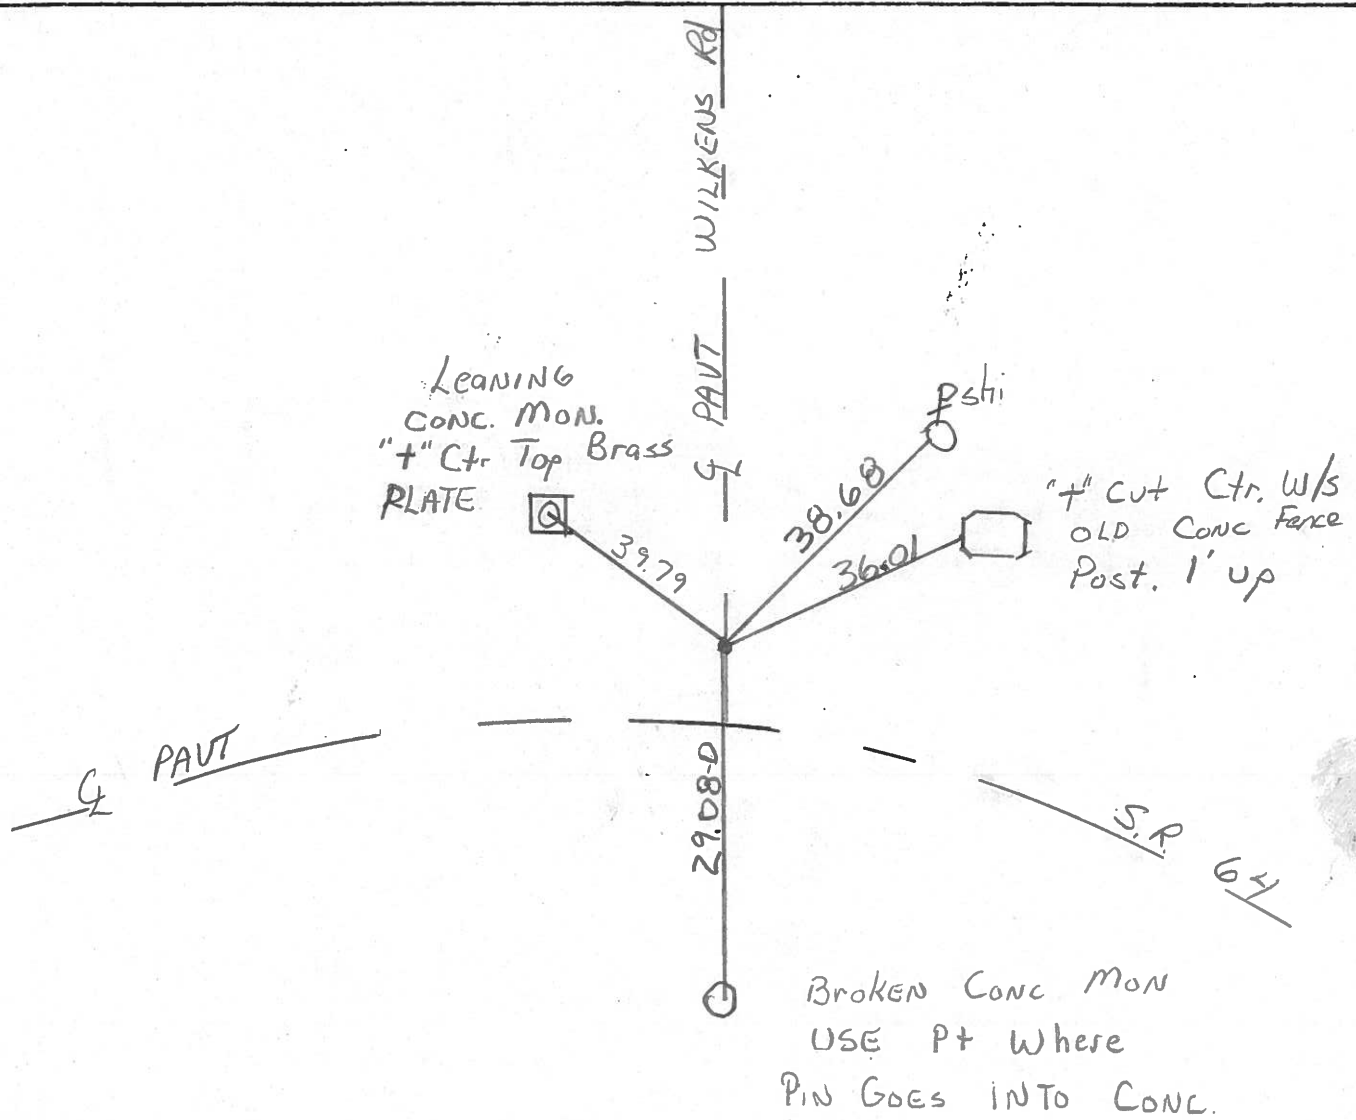 ℄ PAVT WILKENS Rd
Leaning
Conc. Mon.
"+" Ctr Top Brass
PLATE
39.79
38.68
36.01
"+" Cut Ctr. W/s
OLD Conc Fence
Post. 1' up
℄ PAVT
S.R. 64
29.08-D
Broken Conc Mon
USE Pt Where
Pin Goes INTO Conc.